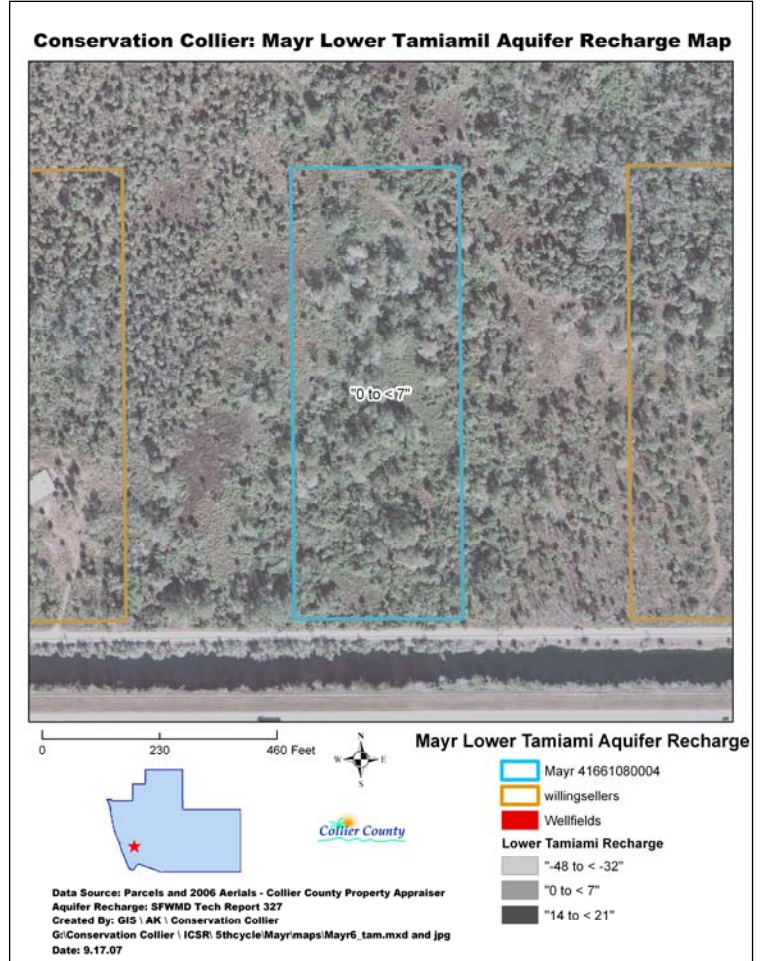 Conservation Collier: Mayr Lower Tamiamil Aquifer Recharge Map
"0 to < 7"
0 230 460 Feet
N
W E
S
Mayr Lower Tamiami Aquifer Recharge
Mayr 41661080004
willingsellers
Wellfields
Lower Tamiami Recharge
"-48 to < -32"
"0 to < 7"
"14 to < 21"
Collier County
Data Source: Parcels and 2006 Aerials - Collier County Property Appraiser
Aquifer Recharge: SFWMD Tech Report 327
Created By: GIS \ AK \ Conservation Collier
G:\Conservation Collier \ ICSR\ 5thcycle\Mayr\maps\Mayr6_tam.mxd and jpg
Date: 9.17.07